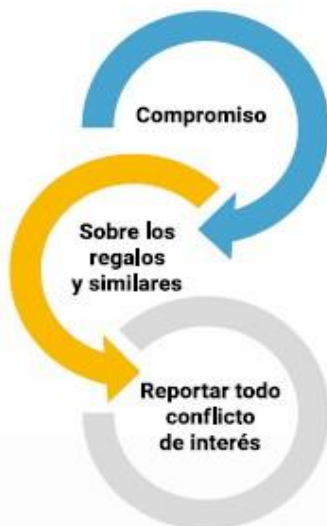 Compromiso
Sobre los
regalos
y similares
Reportar todo
conflicto
de interés